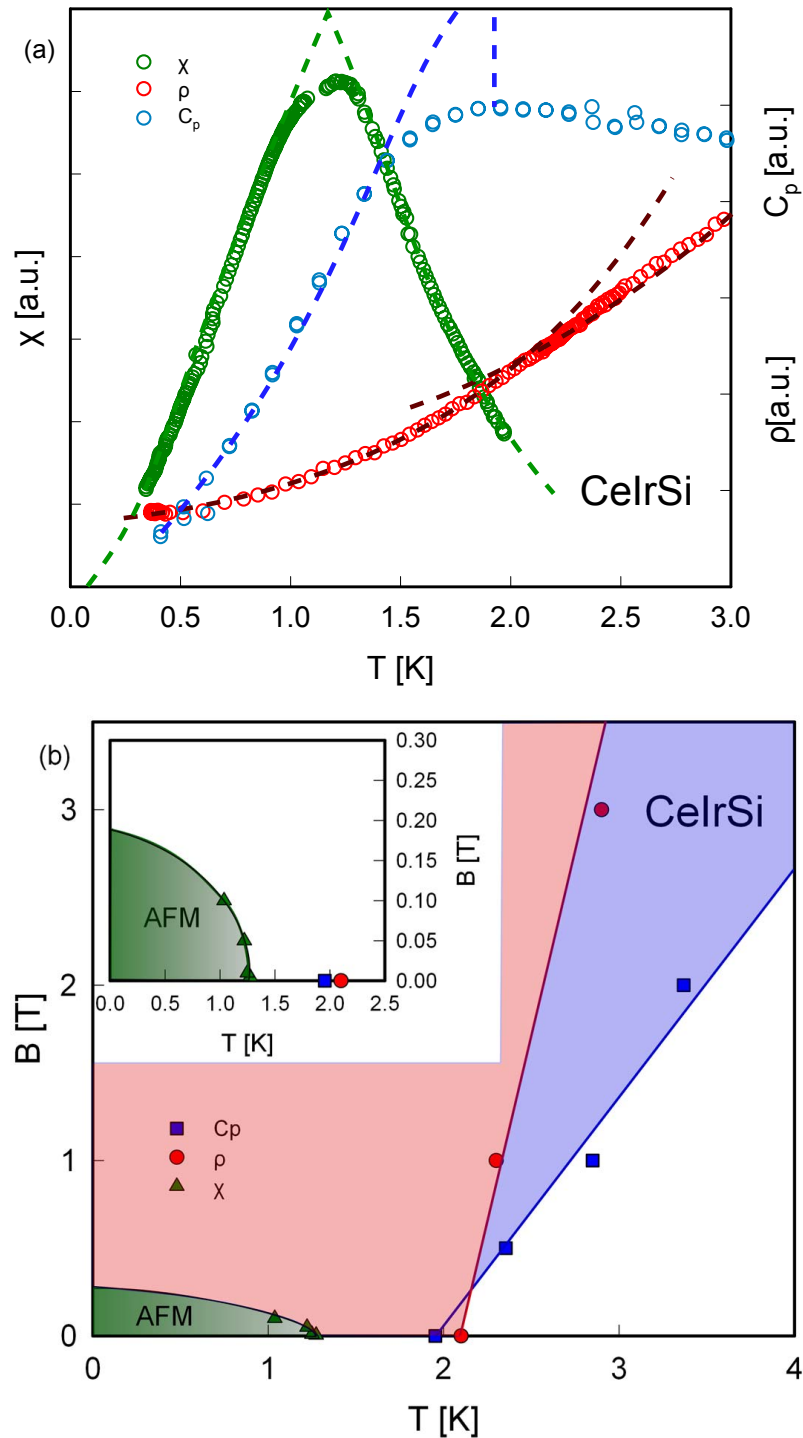 (a)
χ
ρ
Cₚ
χ [a.u.]
Cₚ [a.u.]
ρ[a.u.]
CeIrSi
0.0 0.5 1.0 1.5 2.0 2.5 3.0
T [K]
(b)
0.30
0.25
0.20
0.15
0.10
0.05
0.00
B [T]
AFM
0.0 0.5 1.0 1.5 2.0 2.5
T [K]
CeIrSi
3
2
1
0
B [T]
Cp
ρ
χ
AFM
0 1 2 3 4
T [K]